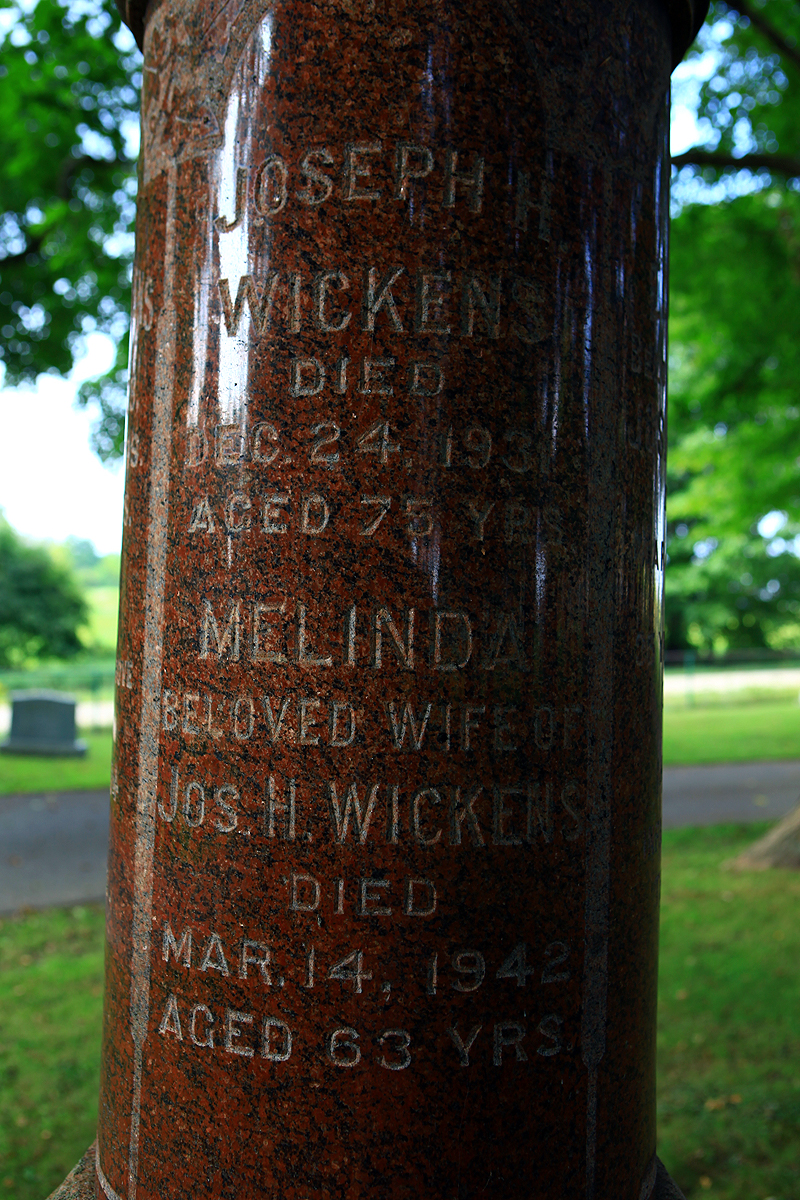 JOSEPH H.
WICKENS
DIED
DEC. 24, 1931.
AGED 75 YRS.
MELINDA
BELOVED WIFE OF
JOS H. WICKENS
DIED
MAR. 14, 1942
AGED 63 YRS.